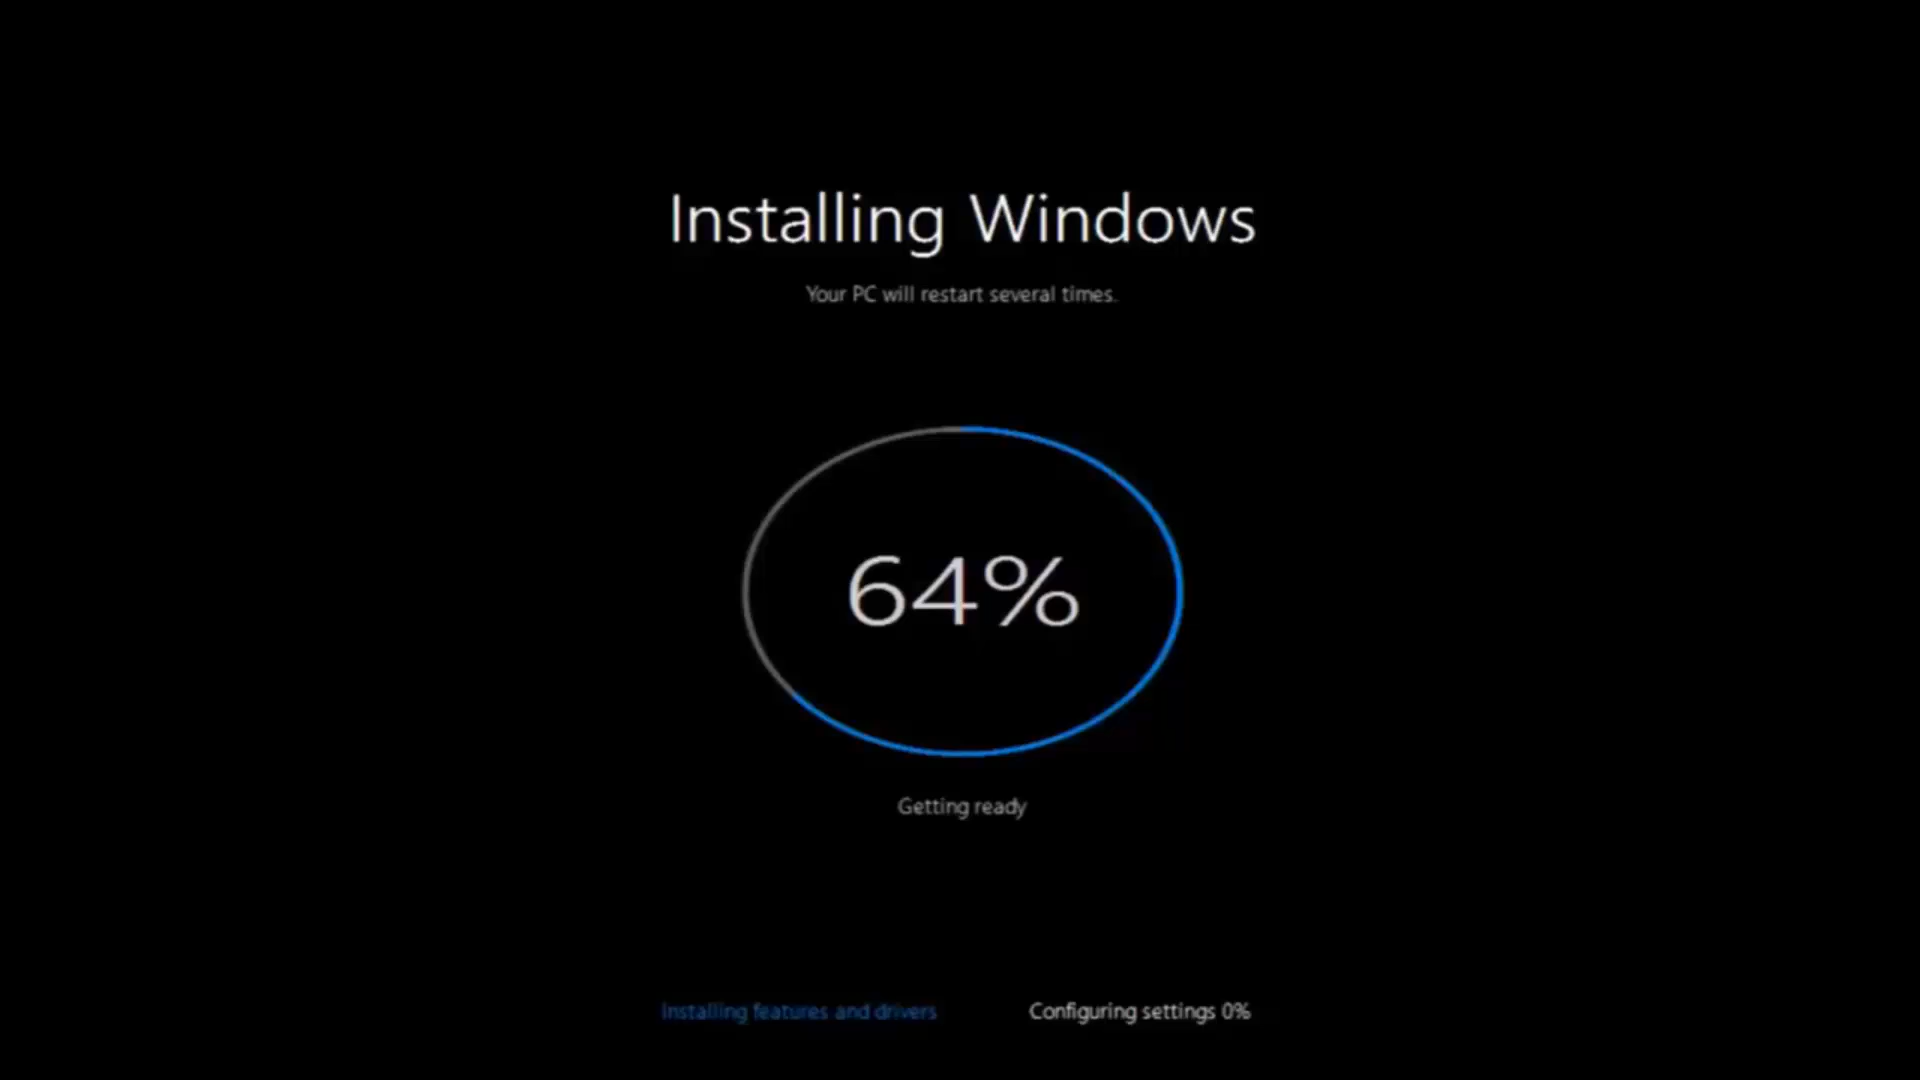 Installing Windows
Your PC will restart several times.
64%
Getting ready
Installing features and drivers Configuring settings 0%